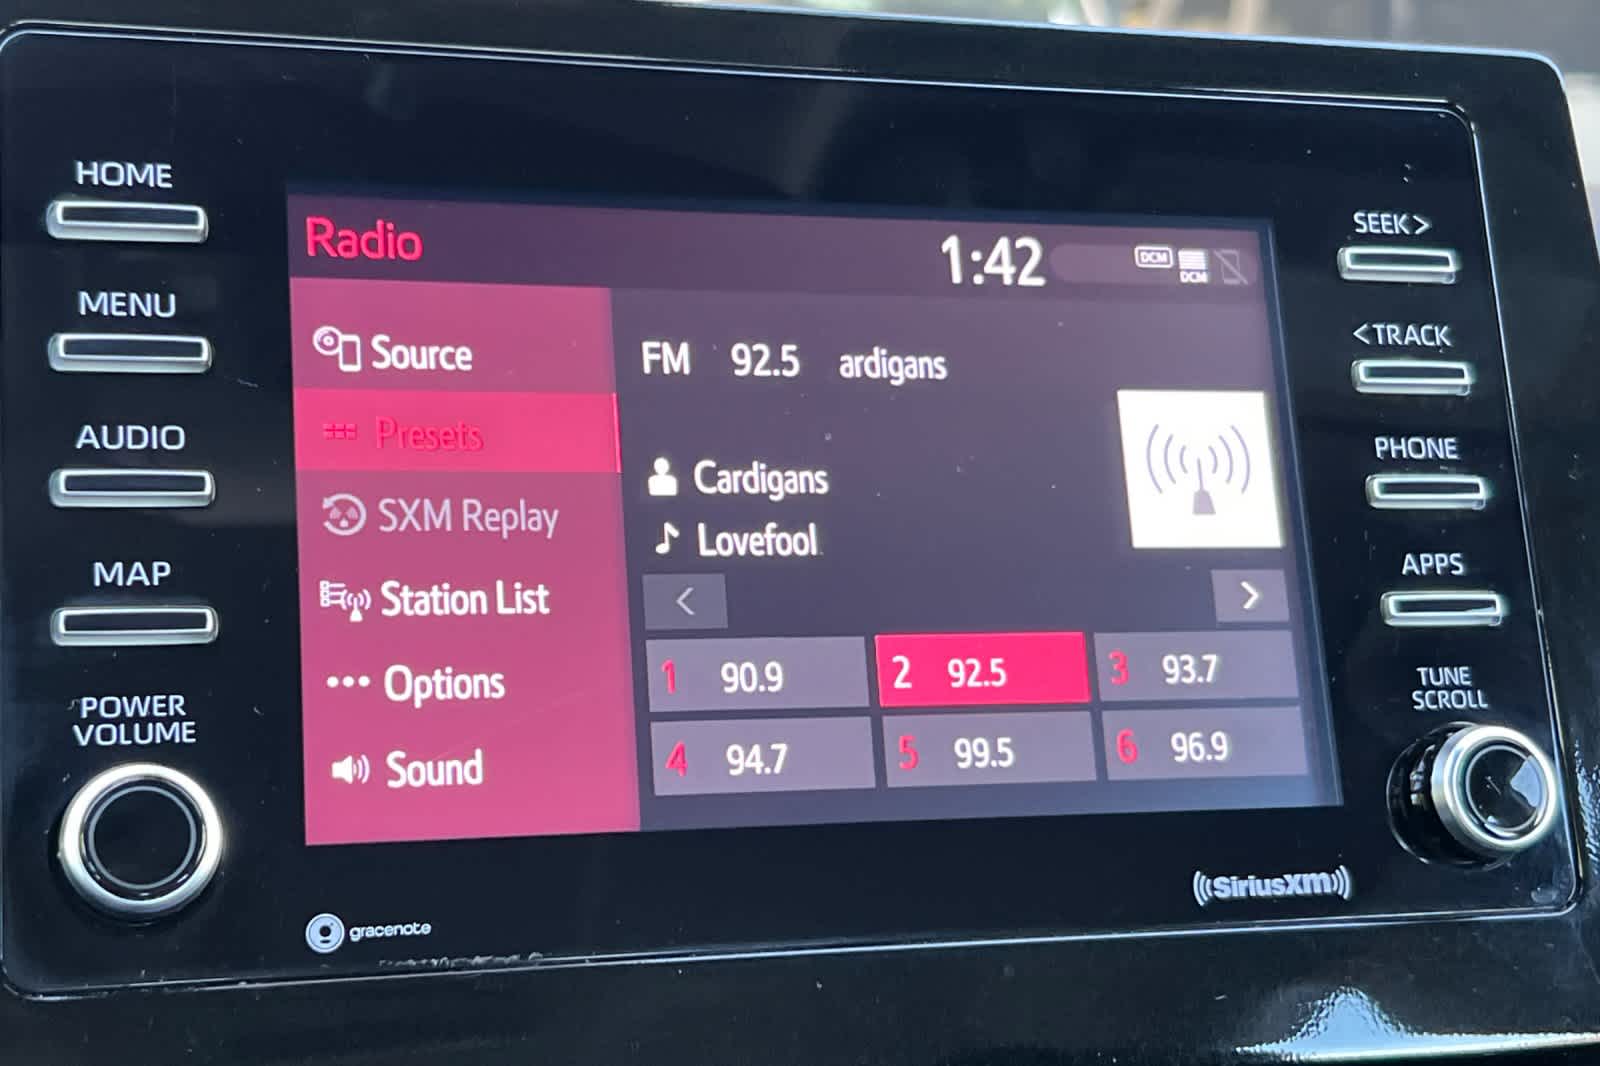 HOME
MENU
AUDIO
MAP
POWER
VOLUME
Radio
1:42
DCM
DCM
Source
Presets
SXM Replay
Station List
Options
Sound
FM 92.5 ardigans
Cardigans
Lovefool
<
>
1 90.9
2 92.5
3 93.7
4 94.7
5 99.5
6 96.9
SEEK>
<TRACK
PHONE
APPS
TUNE
SCROLL
gracenote
((SiriusXM))